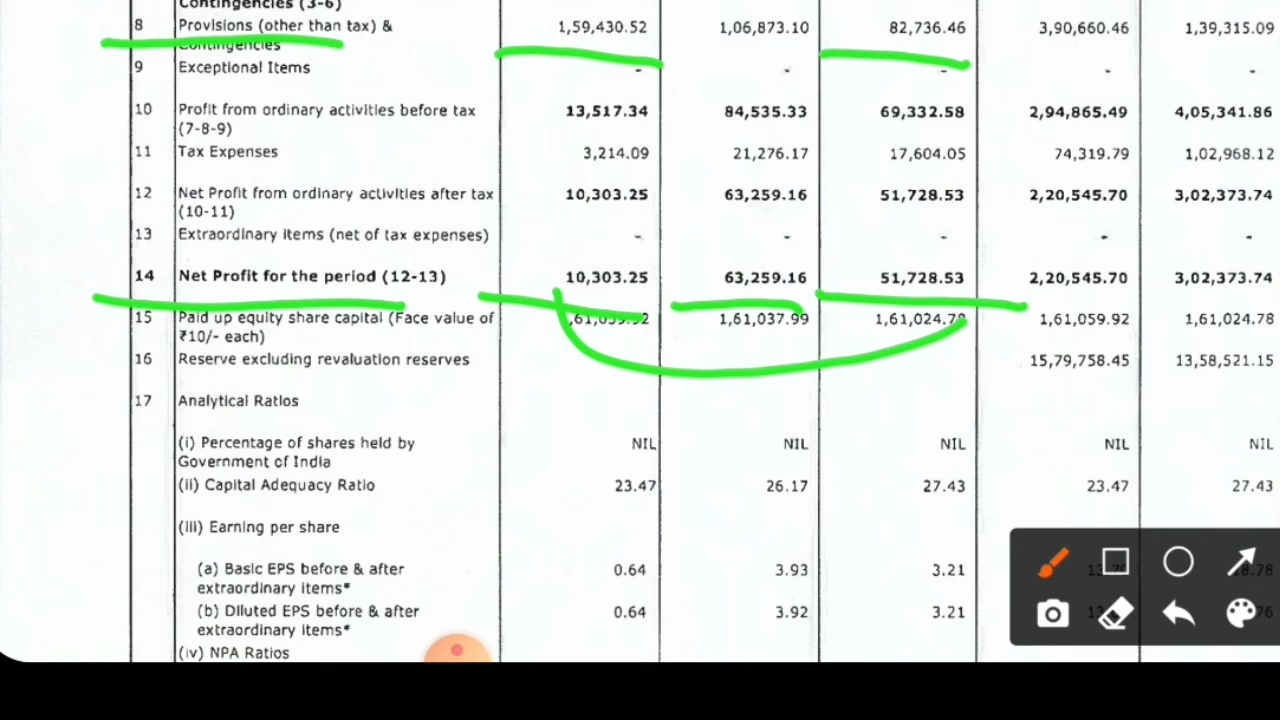 Contingencies (3-6)
8 Provisions (other than tax) & 1,59,430.52 1,06,873.10 82,736.46 3,90,660.46 1,39,315.09
Contingencies
9 Exceptional Items - - - - -
10 Profit from ordinary activities before tax 13,517.34 84,535.33 69,332.58 2,94,865.49 4,05,341.86
(7-8-9)
11 Tax Expenses 3,214.09 21,276.17 17,604.05 74,319.79 1,02,968.12
12 Net Profit from ordinary activities after tax 10,303.25 63,259.16 51,728.53 2,20,545.70 3,02,373.74
(10-11)
13 Extraordinary items (net of tax expenses) - - - - -
14 Net Profit for the period (12-13) 10,303.25 63,259.16 51,728.53 2,20,545.70 3,02,373.74
15 Paid up equity share capital (Face value of 1,61,037.99 1,61,024.78 1,61,059.92 1,61,024.78
₹10/- each)
16 Reserve excluding revaluation reserves 15,79,758.45 13,58,521.15
17 Analytical Ratios
(i) Percentage of shares held by NIL NIL NIL NIL NIL
Government of India
(ii) Capital Adequacy Ratio 23.47 26.17 27.43 23.47 27.43
(iii) Earning per share
(a) Basic EPS before & after 0.64 3.93 3.21
extraordinary items*
(b) Diluted EPS before & after 0.64 3.92 3.21
extraordinary items*
(iv) NPA Ratios